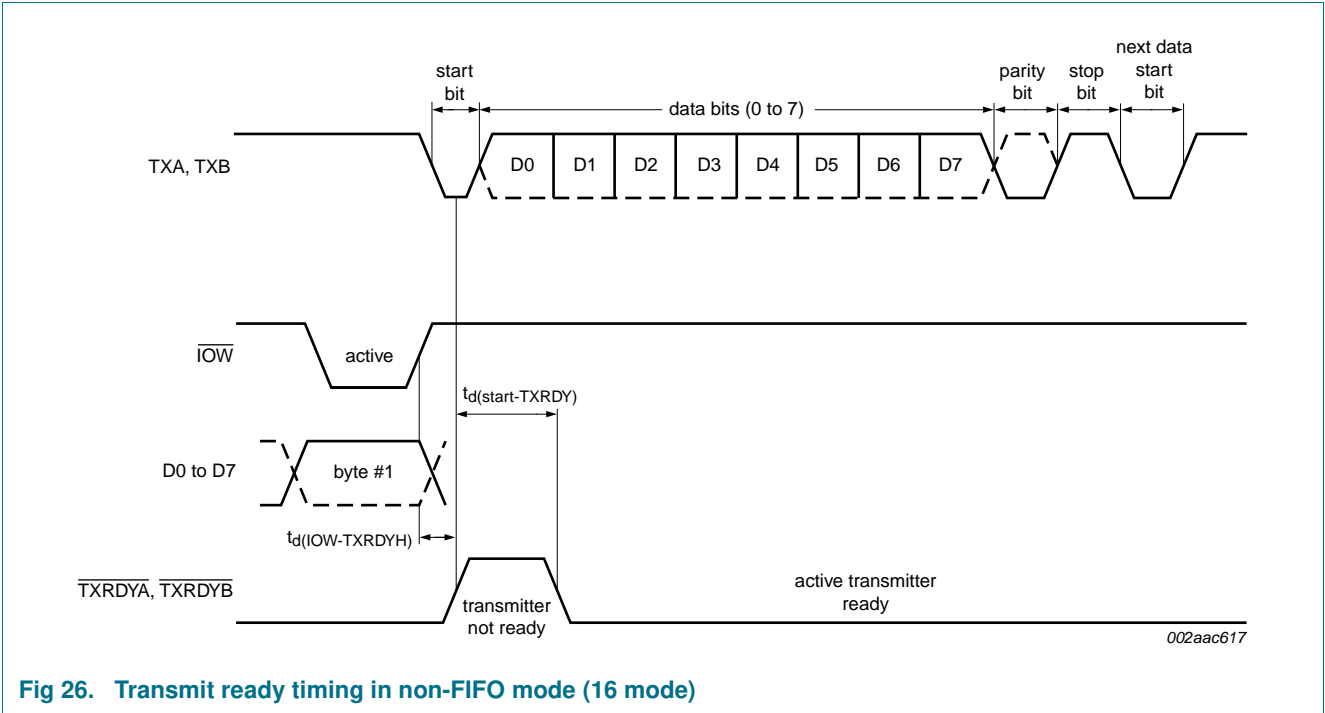 start
bit
data bits (0 to 7)
parity
bit
stop
bit
next data
start
bit
TXA, TXB
D0 D1 D2 D3 D4 D5 D6 D7
IOW
active
td(start-TXRDY)
D0 to D7
byte #1
td(IOW-TXRDYH)
TXRDYA, TXRDYB
transmitter
not ready
active transmitter
ready
002aac617
Fig 26. Transmit ready timing in non-FIFO mode (16 mode)